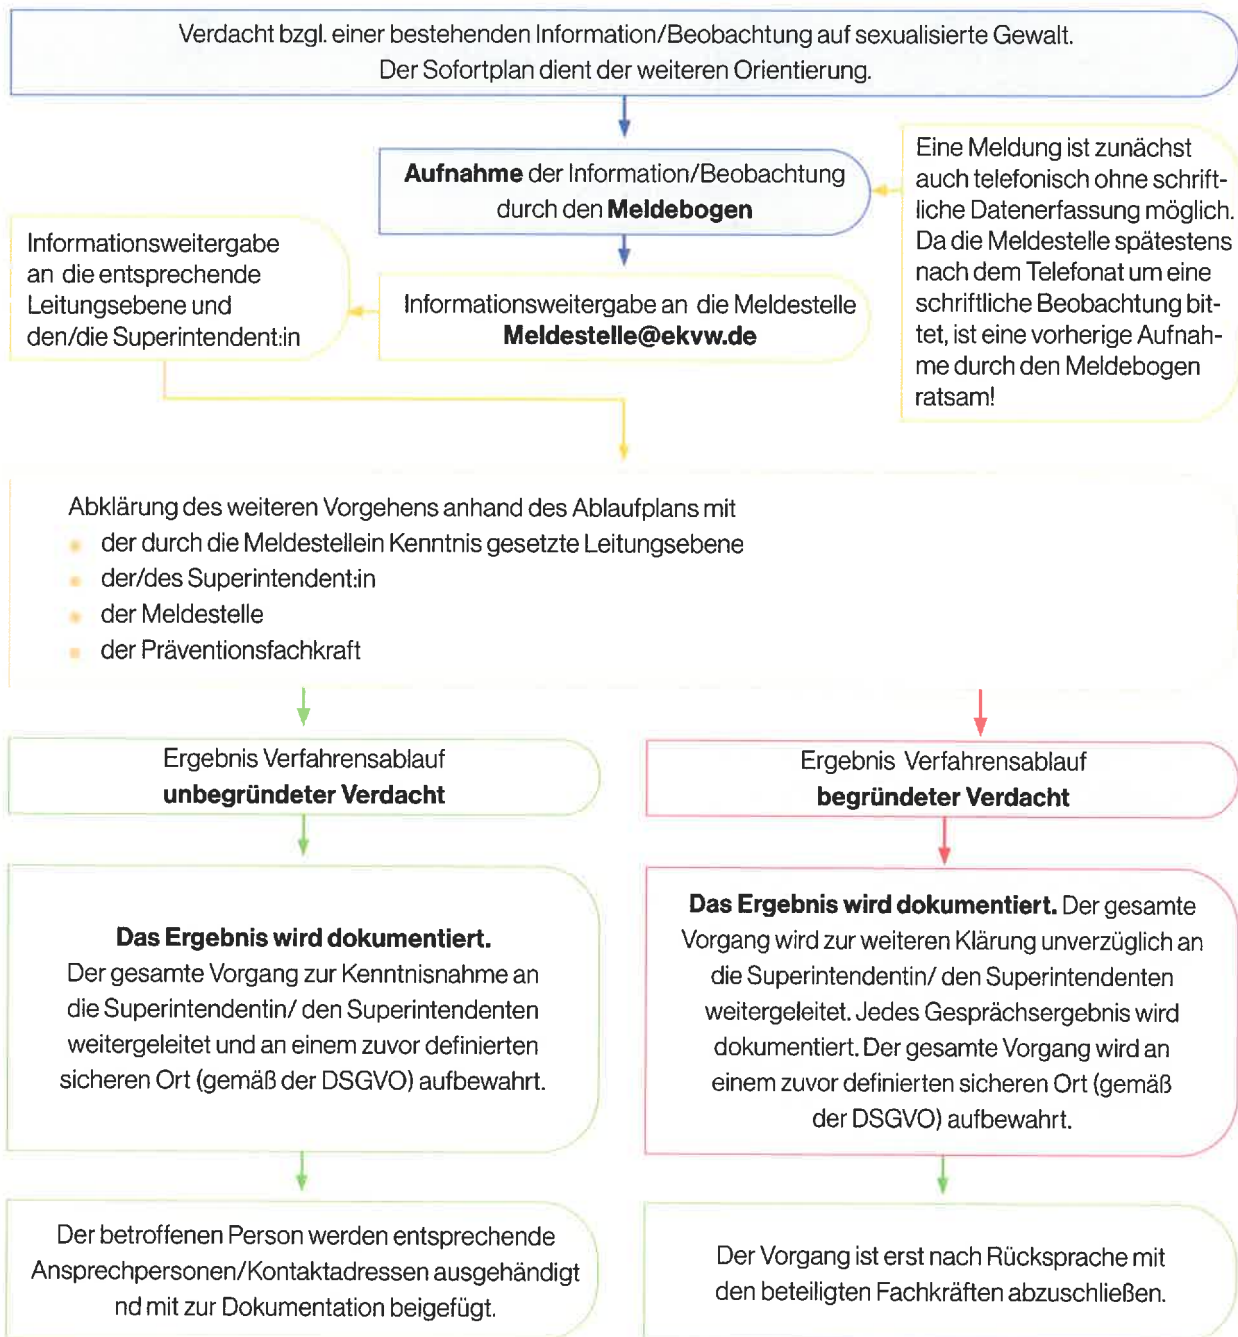 Verdacht bzgl. einer bestehenden Information/Beobachtung auf sexualisierte Gewalt.
Der Sofortplan dient der weiteren Orientierung.
Aufnahme der Information/Beobachtung
durch den Meldebogen
Eine Meldung ist zunächst
auch telefonisch ohne schrift-
liche Datenerfassung möglich.
Da die Meldestelle spätestens
nach dem Telefonat um eine
schriftliche Beobachtung bit-
tet, ist eine vorherige Aufnah-
me durch den Meldebogen
ratsam!
Informationsweitergabe an die Meldestelle
Meldestelle@ekvw.de
Informationsweitergabe
an die entsprechende
Leitungsebene und
den/die Superintendent:in
Abklärung des weiteren Vorgehens anhand des Ablaufplans mit
der durch die Meldestellein Kenntnis gesetzte Leitungsebene
der/des Superintendent:in
der Meldestelle
der Präventionsfachkraft
Ergebnis Verfahrensablauf
unbegründeter Verdacht
Das Ergebnis wird dokumentiert.
Der gesamte Vorgang zur Kenntnisnahme an
die Superintendentin/ den Superintendenten
weitergeleitet und an einem zuvor definierten
sicheren Ort (gemäß der DSGVO) aufbewahrt.
Der betroffenen Person werden entsprechende
Ansprechpersonen/Kontaktadressen ausgehändigt
nd mit zur Dokumentation beigefügt.
Ergebnis Verfahrensablauf
begründeter Verdacht
Das Ergebnis wird dokumentiert. Der gesamte
Vorgang wird zur weiteren Klärung unverzüglich an
die Superintendentin/ den Superintendenten
weitergeleitet. Jedes Gesprächsergebnis wird
dokumentiert. Der gesamte Vorgang wird an
einem zuvor definierten sicheren Ort (gemäß
der DSGVO) aufbewahrt.
Der Vorgang ist erst nach Rücksprache mit
den beteiligten Fachkräften abzuschließen.